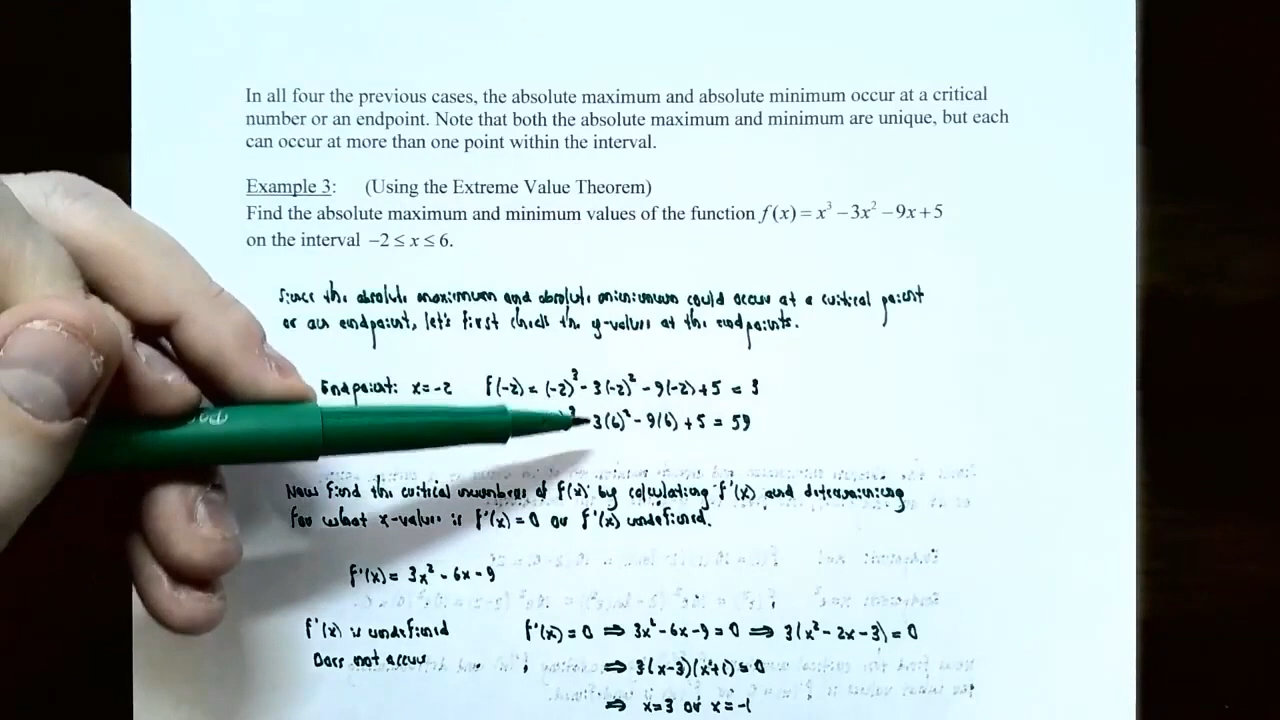 In all four the previous cases, the absolute maximum and absolute minimum occur at a critical
number or an endpoint. Note that both the absolute maximum and minimum are unique, but each
can occur at more than one point within the interval.
Example 3: (Using the Extreme Value Theorem)
Find the absolute maximum and minimum values of the function f(x) = x³ − 3x² − 9x + 5
on the interval −2 ≤ x ≤ 6.
Since the absolute maximum and absolute minimum could occur at a critical point
or an endpoint, let's first check the y-values at the endpoints.
Endpoint: x = -2 f(-2) = (-2)³ - 3(-2)² - 9(-2) + 5 = 3
- 3(6)² - 9(6) + 5 = 59
Now find the critical numbers of f(x) by calculating f'(x) and determining
for what x-values is f'(x) = 0 or f'(x) undefined.
f'(x) = 3x² - 6x - 9
f'(x) is undefined f'(x) = 0 ⇒ 3x² - 6x - 9 = 0 ⇒ 3(x² - 2x - 3) = 0
Does not occur ⇒ 3(x-3)(x+1) = 0
⇒ x = 3 or x = -1